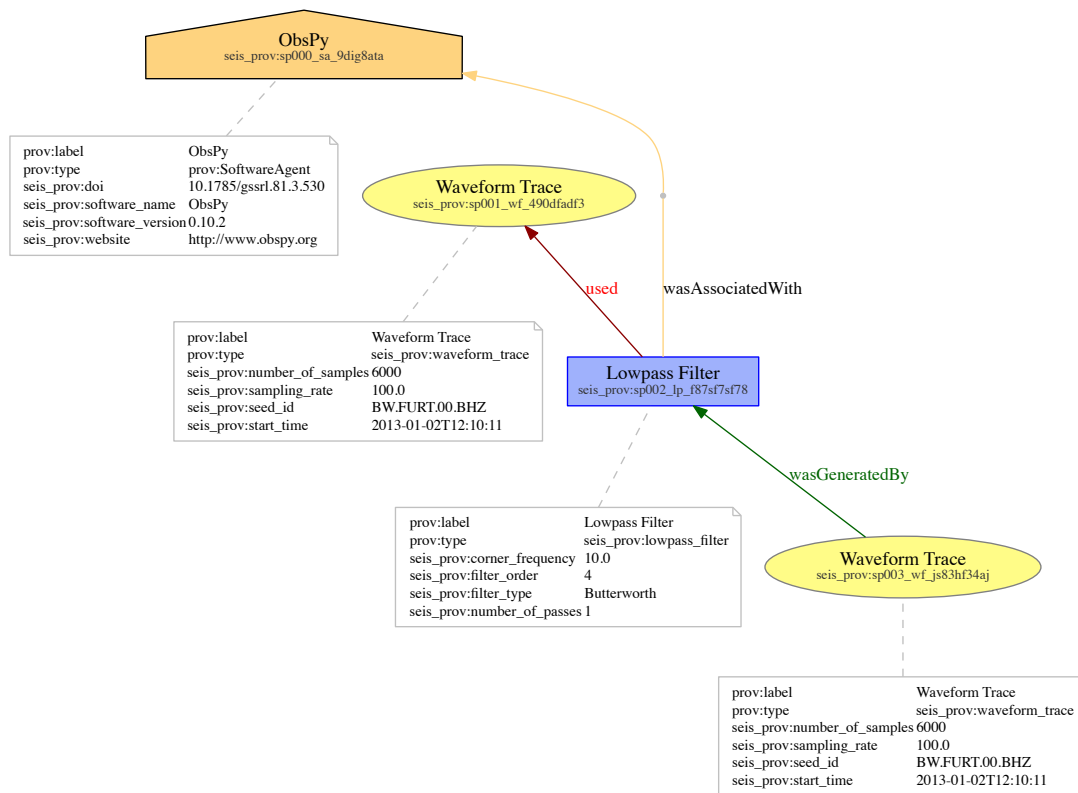 ObsPy
seis_prov:sp000_sa_9dig8ata
prov:label ObsPy
prov:type prov:SoftwareAgent
seis_prov:doi 10.1785/gssrl.81.3.530
seis_prov:software_name ObsPy
seis_prov:software_version 0.10.2
seis_prov:website http://www.obspy.org
Waveform Trace
seis_prov:sp001_wf_490dfadf3
used
wasAssociatedWith
prov:label Waveform Trace
prov:type seis_prov:waveform_trace
seis_prov:number_of_samples 6000
seis_prov:sampling_rate 100.0
seis_prov:seed_id BW.FURT.00.BHZ
seis_prov:start_time 2013-01-02T12:10:11
Lowpass Filter
seis_prov:sp002_lp_f87sf7sf78
wasGeneratedBy
prov:label Lowpass Filter
prov:type seis_prov:lowpass_filter
seis_prov:corner_frequency 10.0
seis_prov:filter_order 4
seis_prov:filter_type Butterworth
seis_prov:number_of_passes 1
Waveform Trace
seis_prov:sp003_wf_js83hf34aj
prov:label Waveform Trace
prov:type seis_prov:waveform_trace
seis_prov:number_of_samples 6000
seis_prov:sampling_rate 100.0
seis_prov:seed_id BW.FURT.00.BHZ
seis_prov:start_time 2013-01-02T12:10:11